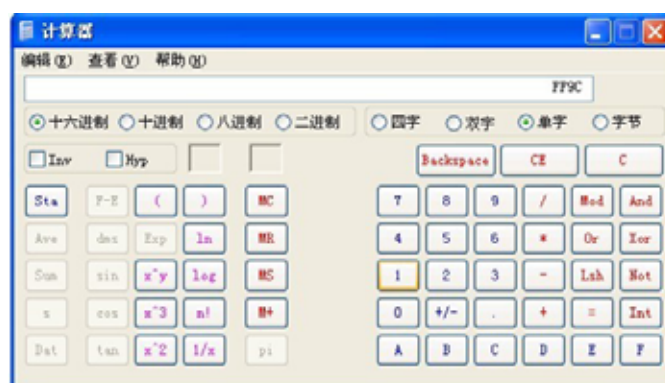 计算器
编辑(E) 查看(V) 帮助(H)
FF9C
十六进制 十进制 八进制 二进制 四字 双字 单字 字节
Inv Hyp Backspace CE C
Sta F-E ( ) MC 7 8 9 / Mod And
Ave dms Exp ln MR 4 5 6 * Or Xor
Sum sin x^y log MS 1 2 3 - Lsh Not
s cos x^3 n! M+ 0 +/- . + = Int
Dat tan x^2 1/x pi A B C D E F